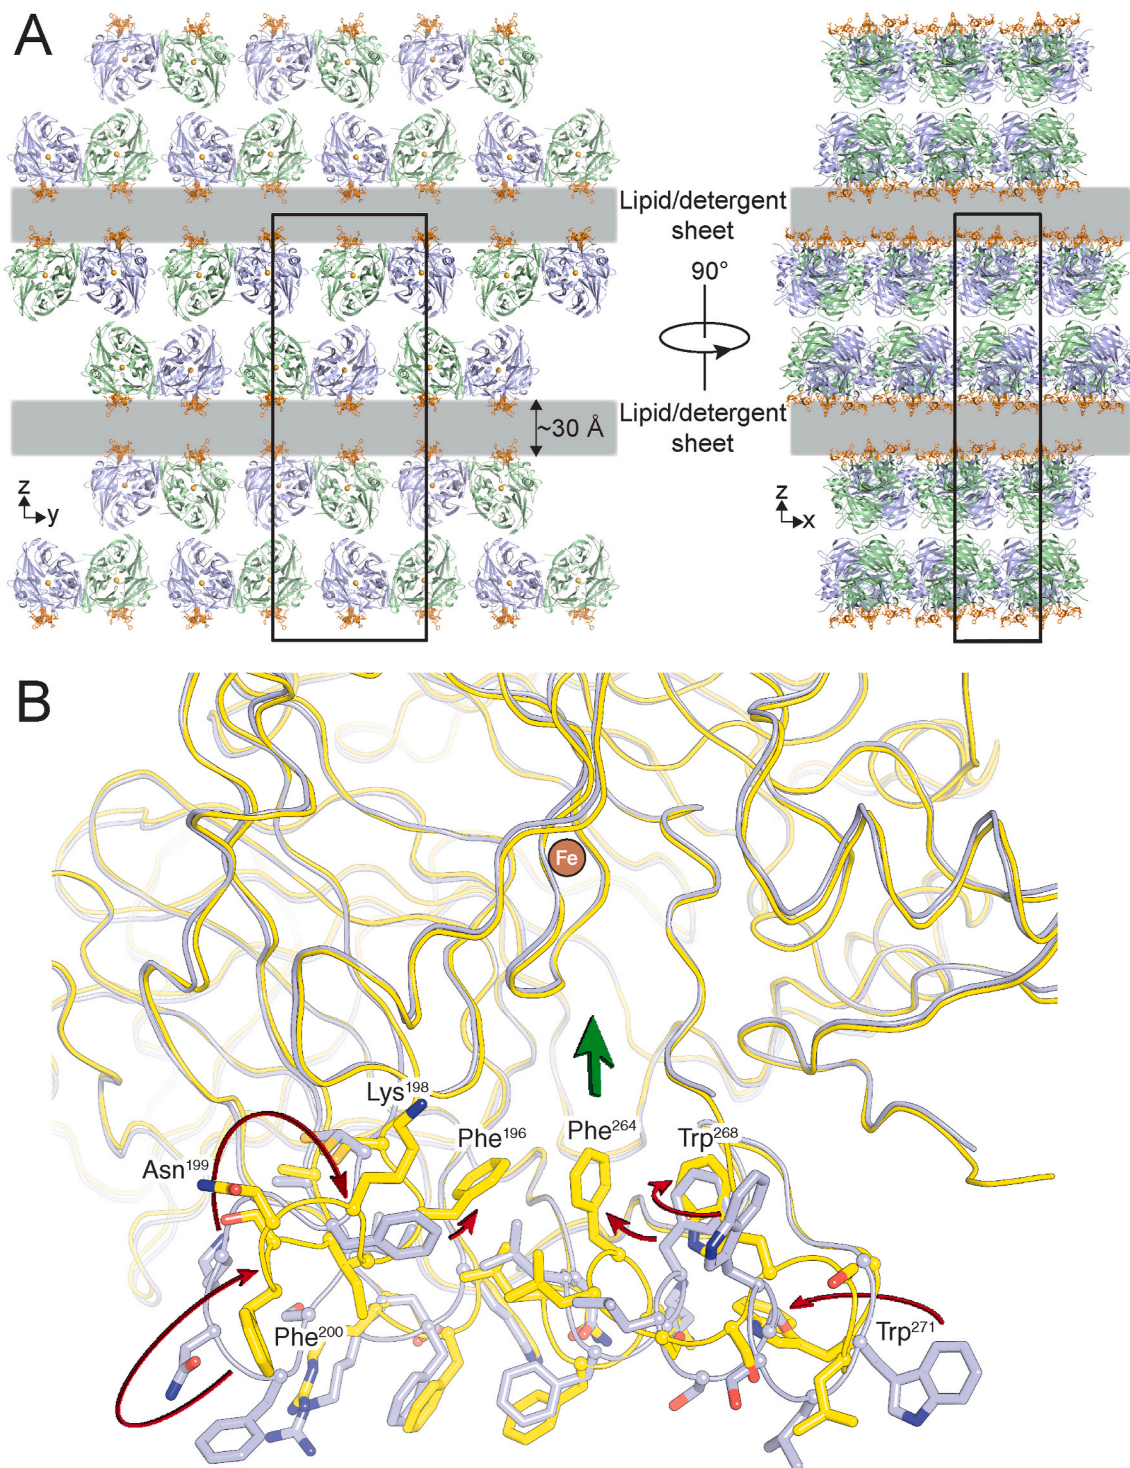 A
Lipid/detergent
sheet
90°
Lipid/detergent
sheet
~30 Å
z
y
z
x
B
Fe
Lys198
Phe196
Phe264
Trp268
Asn199
Phe200
Trp271